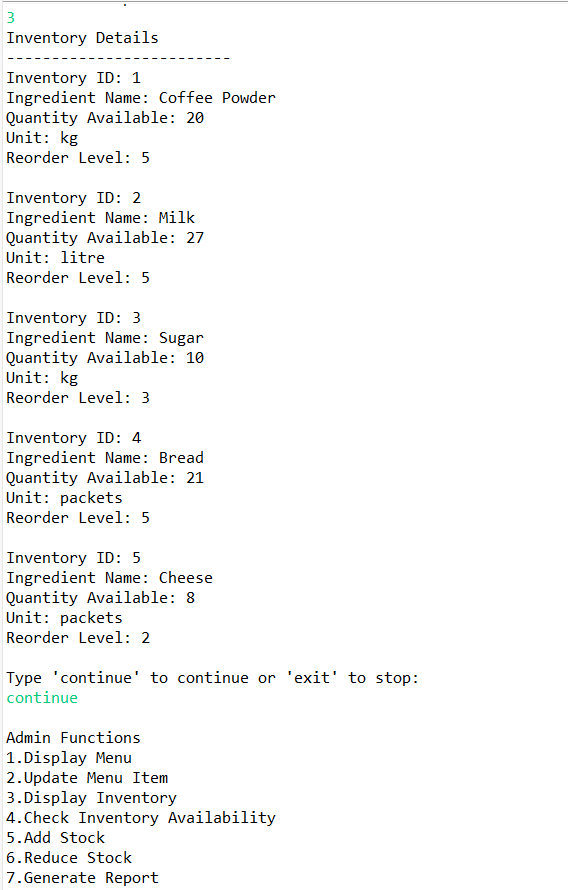 3
Inventory Details
-------------------------
Inventory ID: 1
Ingredient Name: Coffee Powder
Quantity Available: 20
Unit: kg
Reorder Level: 5
Inventory ID: 2
Ingredient Name: Milk
Quantity Available: 27
Unit: litre
Reorder Level: 5
Inventory ID: 3
Ingredient Name: Sugar
Quantity Available: 10
Unit: kg
Reorder Level: 3
Inventory ID: 4
Ingredient Name: Bread
Quantity Available: 21
Unit: packets
Reorder Level: 5
Inventory ID: 5
Ingredient Name: Cheese
Quantity Available: 8
Unit: packets
Reorder Level: 2
Type 'continue' to continue or 'exit' to stop:
continue
Admin Functions
1.Display Menu
2.Update Menu Item
3.Display Inventory
4.Check Inventory Availability
5.Add Stock
6.Reduce Stock
7.Generate Report